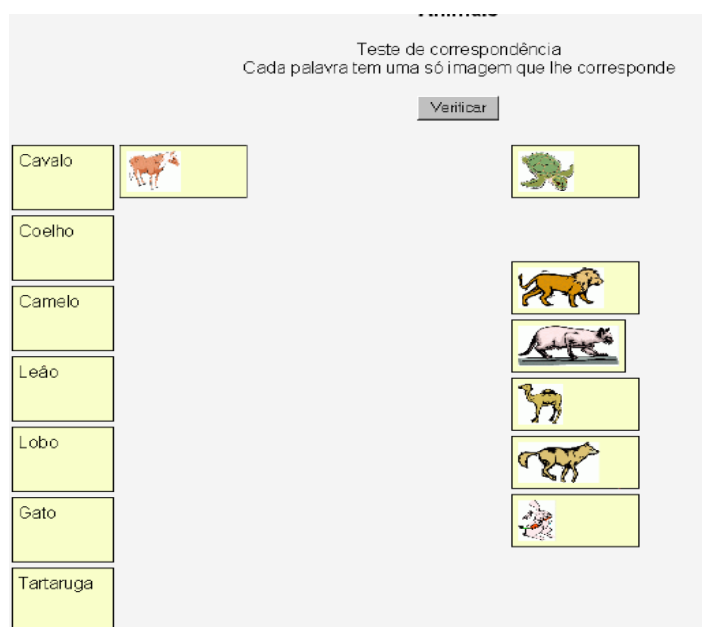 Teste de correspondência
Cada palavra tem uma só imagem que lhe corresponde
Verificar
Cavalo
Coelho
Camelo
Leão
Lobo
Gato
Tartaruga